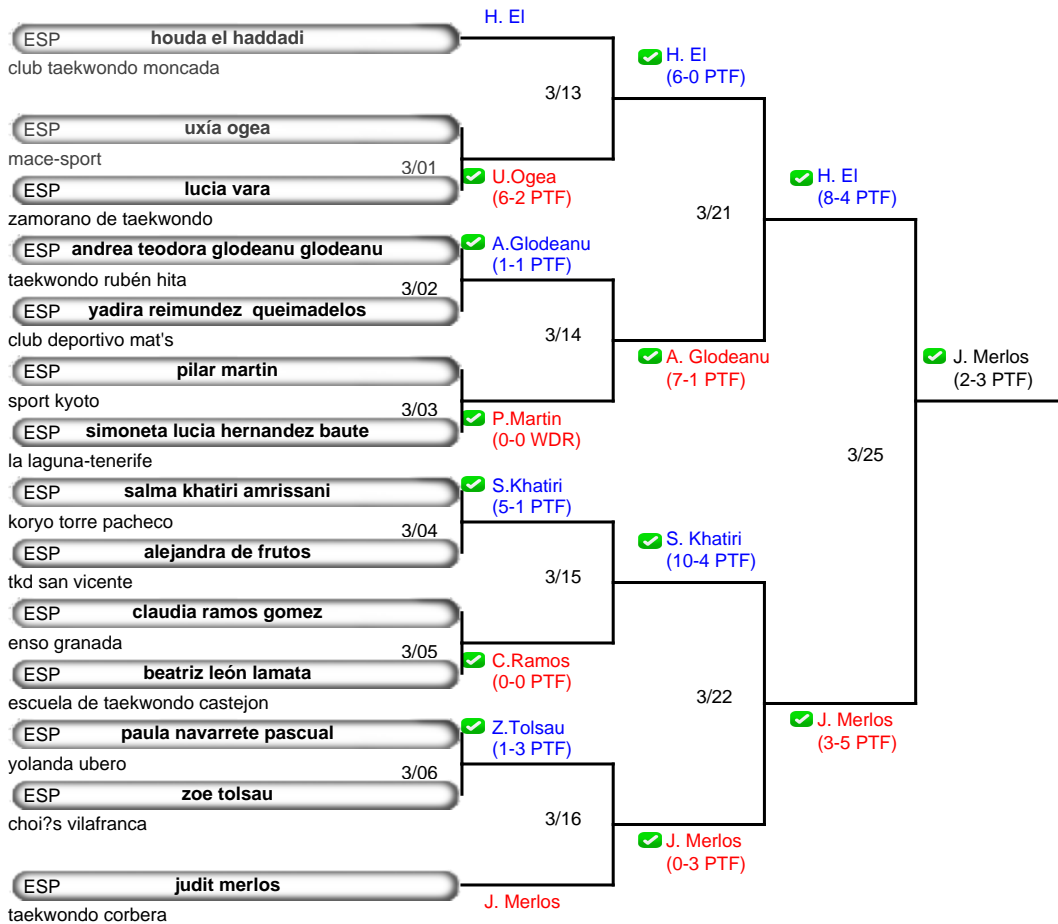 H. El
ESP houda el haddadi
club taekwondo moncada
H. El
(6-0 PTF)
3/13
ESP uxía ogea
mace-sport
3/01
U.Ogea
(6-2 PTF)
ESP lucia vara
zamorano de taekwondo
H. El
(8-4 PTF)
3/21
ESP andrea teodora glodeanu glodeanu
A.Glodeanu
(1-1 PTF)
taekwondo rubén hita
3/02
ESP yadira reimundez queimadelos
club deportivo mat's
3/14
A. Glodeanu
(7-1 PTF)
J. Merlos
(2-3 PTF)
ESP pilar martin
sport kyoto
3/03
P.Martin
(0-0 WDR)
ESP simoneta lucia hernandez baute
la laguna-tenerife
3/25
ESP salma khatiri amrissani
S.Khatiri
(5-1 PTF)
koryo torre pacheco
3/04
ESP alejandra de frutos
S. Khatiri
(10-4 PTF)
tkd san vicente
3/15
ESP claudia ramos gomez
enso granada
3/05
C.Ramos
(0-0 PTF)
ESP beatriz león lamata
escuela de taekwondo castejon
3/22
J. Merlos
(3-5 PTF)
ESP paula navarrete pascual
Z.Tolsau
(1-3 PTF)
yolanda ubero
3/06
ESP zoe tolsau
choi?s vilafranca
3/16
J. Merlos
(0-3 PTF)
ESP judit merlos
J. Merlos
taekwondo corbera